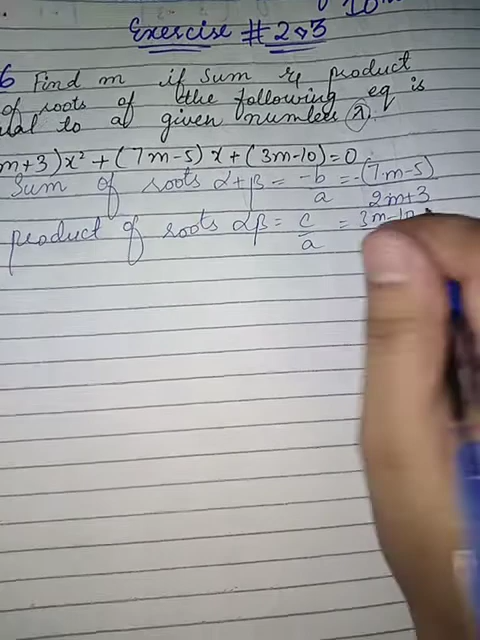 Exercise # 2.3
6 Find m if sum & product
of roots of the following eq is
ual to a given number λ.
m+3)x² + (7m-5)x + (3m-10) = 0
Sum of roots α+β = -b/a = -(7m-5)/2m+3
product of roots αβ = c/a = 3m-10